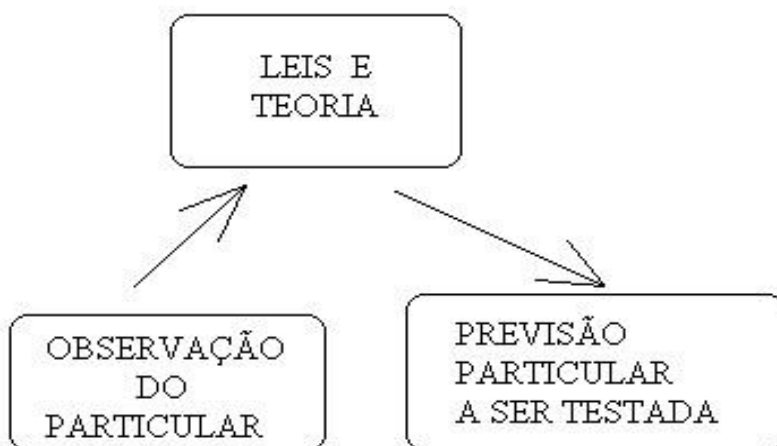 LEIS E
TEORIA
OBSERVAÇÃO
DO
PARTICULAR
PREVISÃO
PARTICULAR
A SER TESTADA